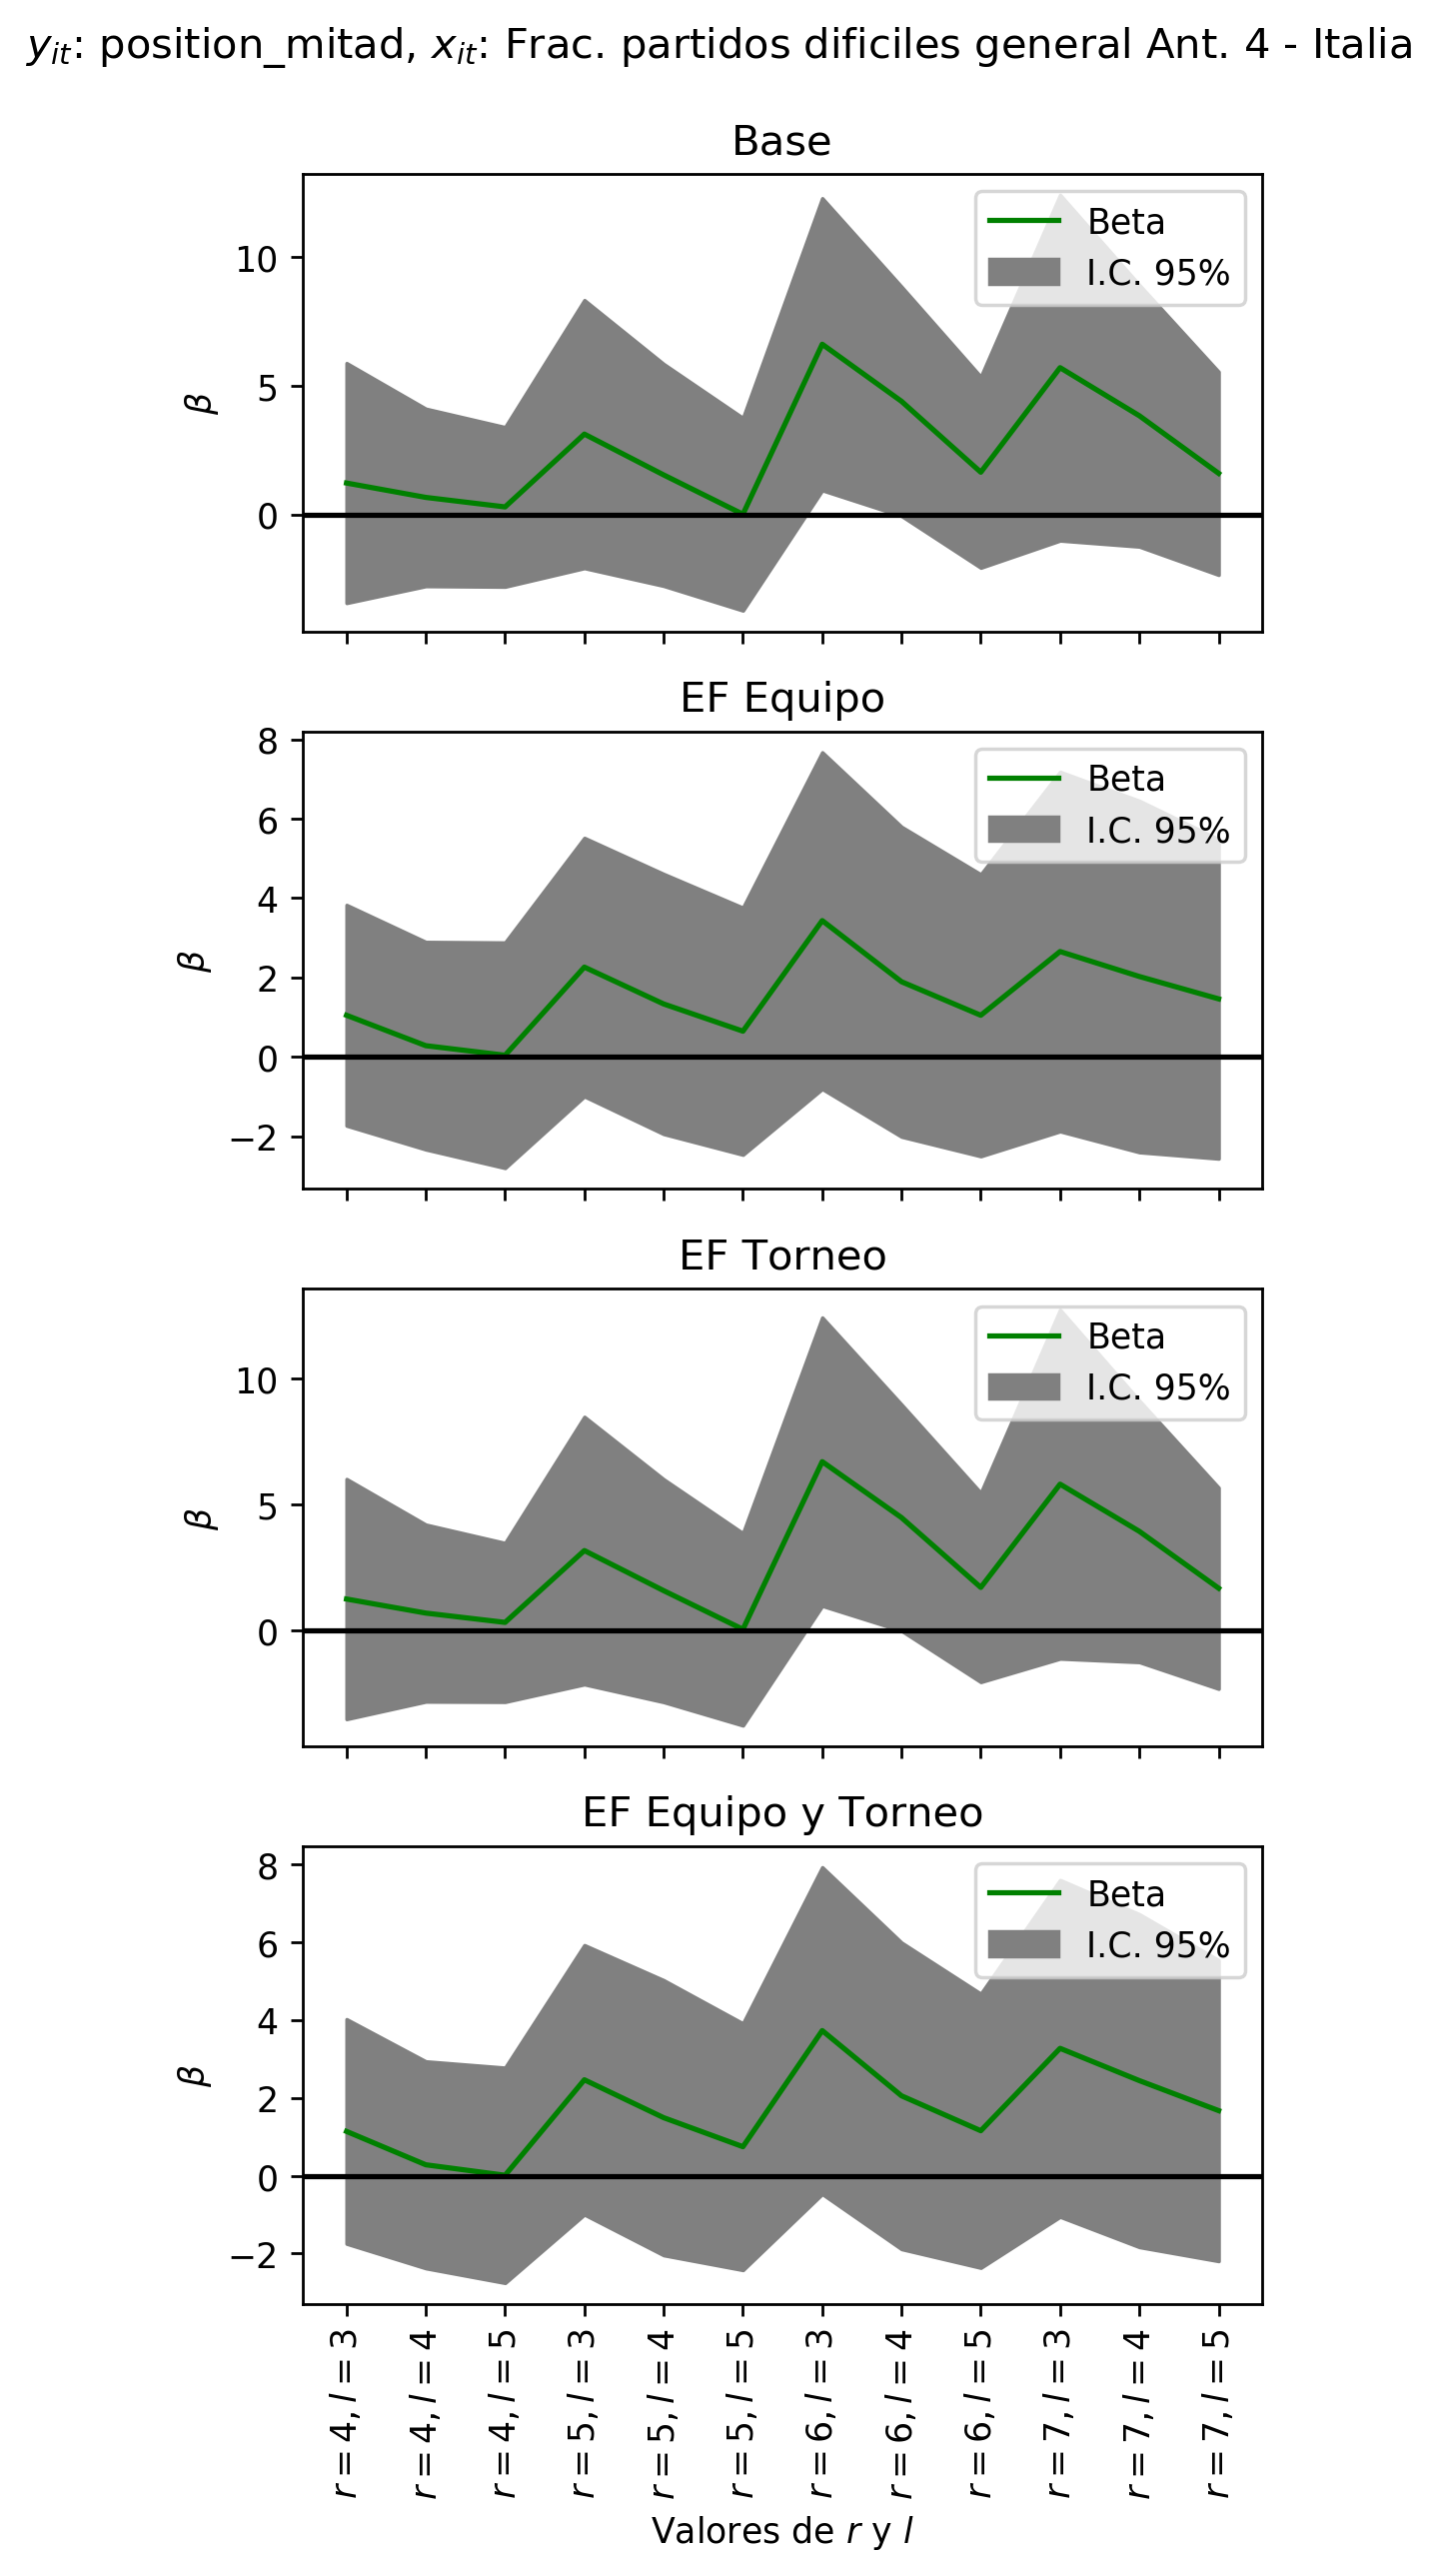 y_it: position_mitad, x_it: Frac. partidos dificiles general Ant. 4 - Italia
Base
10
5
0
β
Beta
I.C. 95%
EF Equipo
8
6
4
2
0
−2
β
Beta
I.C. 95%
EF Torneo
10
5
0
β
Beta
I.C. 95%
EF Equipo y Torneo
8
6
4
2
0
−2
β
Beta
I.C. 95%
r = 4, l = 3
r = 4, l = 4
r = 4, l = 5
r = 5, l = 3
r = 5, l = 4
r = 5, l = 5
r = 6, l = 3
r = 6, l = 4
r = 6, l = 5
r = 7, l = 3
r = 7, l = 4
r = 7, l = 5
Valores de r y l